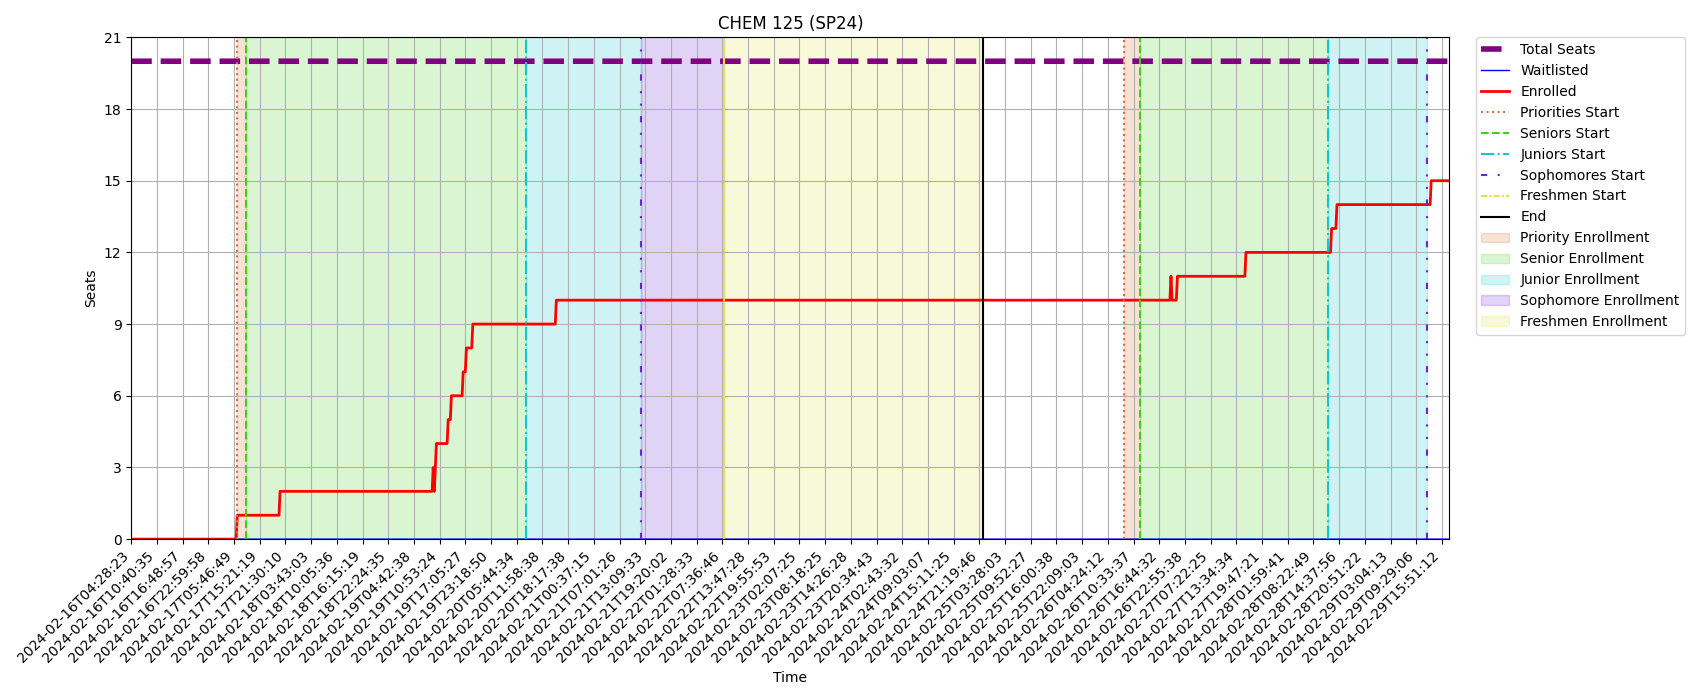 CHEM 125 (SP24)
21
18
15
12
9
6
3
0
Seats
2024-02-16T04:28:23
2024-02-16T10:40:35
2024-02-16T16:48:57
2024-02-16T22:59:58
2024-02-17T05:46:49
2024-02-17T15:21:19
2024-02-17T21:30:10
2024-02-18T03:43:03
2024-02-18T10:05:36
2024-02-18T16:15:19
2024-02-18T22:24:35
2024-02-19T04:42:38
2024-02-19T10:53:24
2024-02-19T17:05:27
2024-02-19T23:18:50
2024-02-20T05:44:34
2024-02-20T11:58:38
2024-02-20T18:17:38
2024-02-21T00:37:15
2024-02-21T07:01:26
2024-02-21T13:09:33
2024-02-21T19:20:02
2024-02-22T01:28:33
2024-02-22T07:36:46
2024-02-22T13:47:28
2024-02-22T19:55:53
2024-02-23T02:07:25
2024-02-23T08:18:25
2024-02-23T14:26:28
2024-02-23T20:34:43
2024-02-24T02:43:32
2024-02-24T09:03:07
2024-02-24T15:11:25
2024-02-24T21:19:46
2024-02-25T03:28:03
2024-02-25T09:52:27
2024-02-25T16:00:38
2024-02-25T22:09:03
2024-02-26T04:24:12
2024-02-26T10:33:37
2024-02-26T16:44:32
2024-02-26T22:55:38
2024-02-27T07:22:25
2024-02-27T13:34:34
2024-02-27T19:47:21
2024-02-28T01:59:41
2024-02-28T08:22:49
2024-02-28T14:37:56
2024-02-28T20:51:22
2024-02-29T03:04:13
2024-02-29T09:29:06
2024-02-29T15:51:12
Time
Total Seats
Waitlisted
Enrolled
Priorities Start
Seniors Start
Juniors Start
Sophomores Start
Freshmen Start
End
Priority Enrollment
Senior Enrollment
Junior Enrollment
Sophomore Enrollment
Freshmen Enrollment